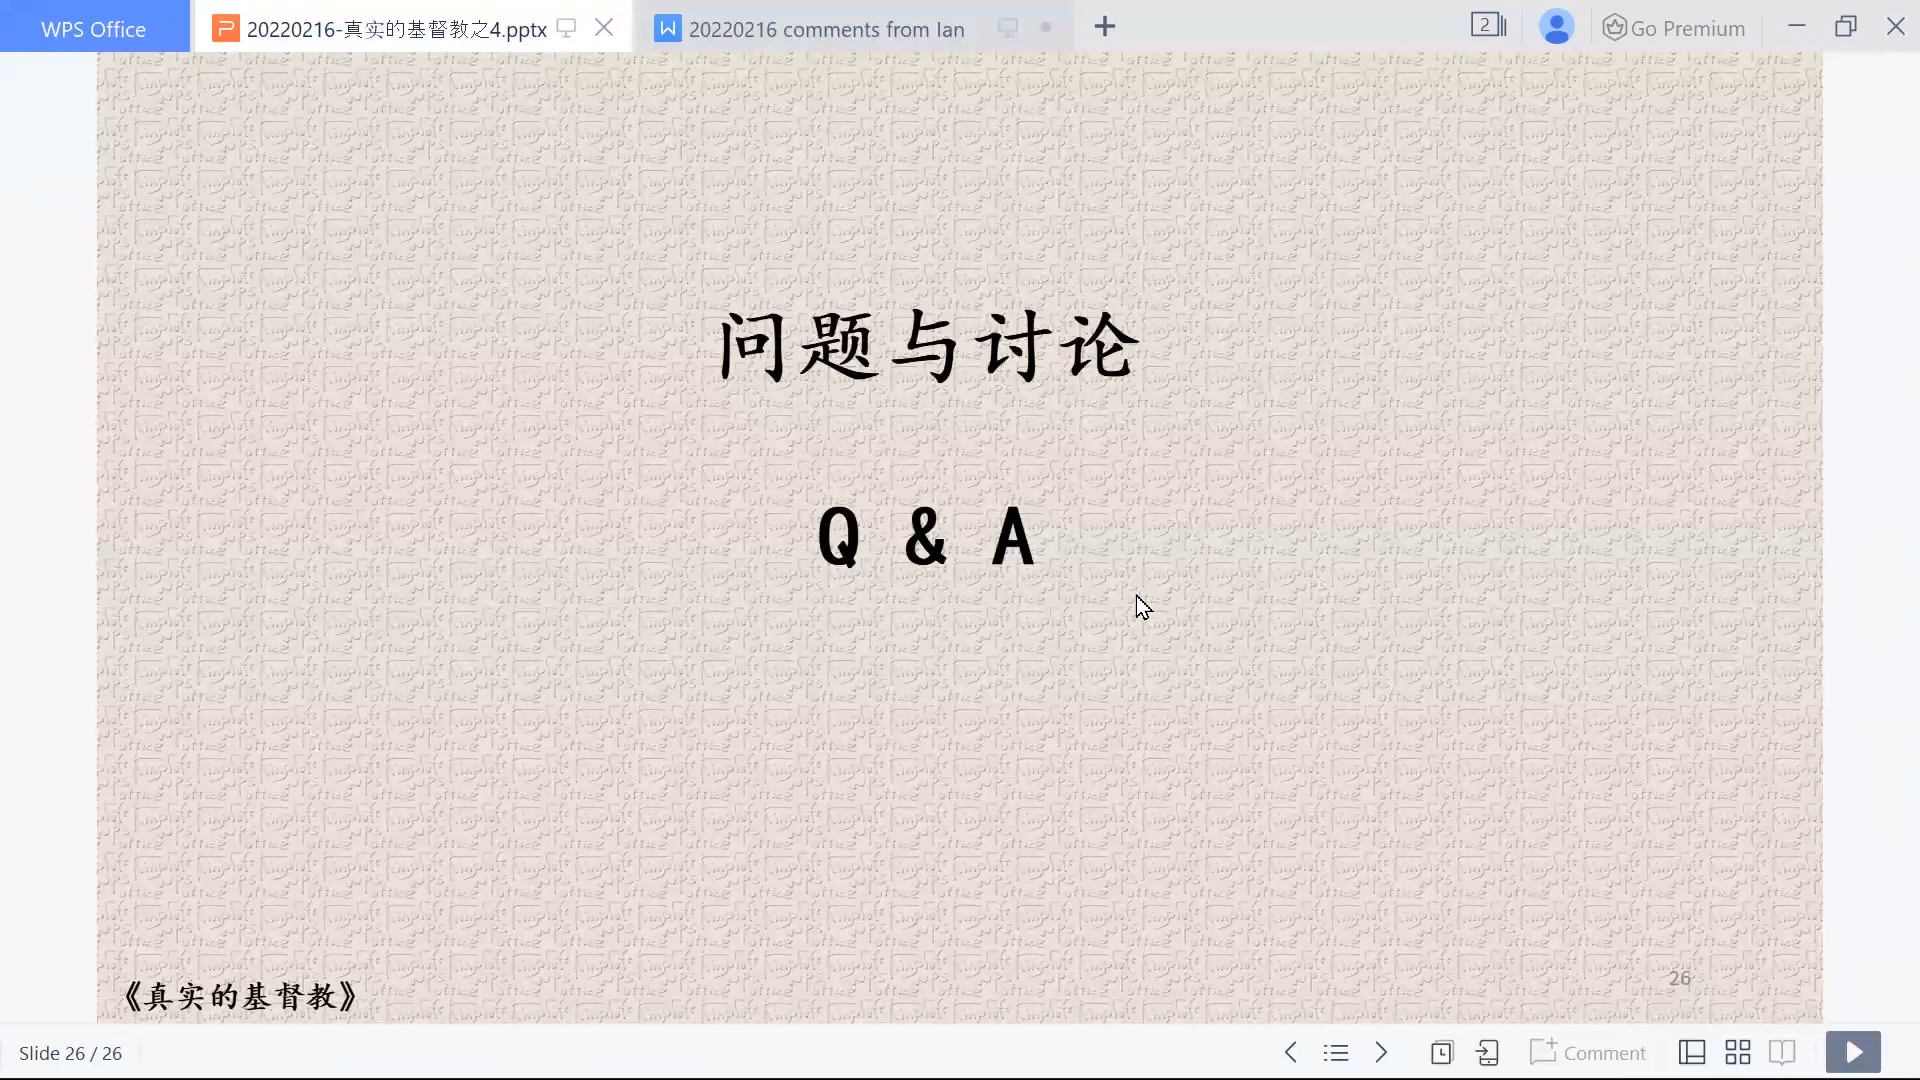 WPS Office
20220216-真实的基督教之4.pptx
20220216 comments from Ian
2
Go Premium
问题与讨论
Q & A
《真实的基督教》
26
Slide 26 / 26
Comment